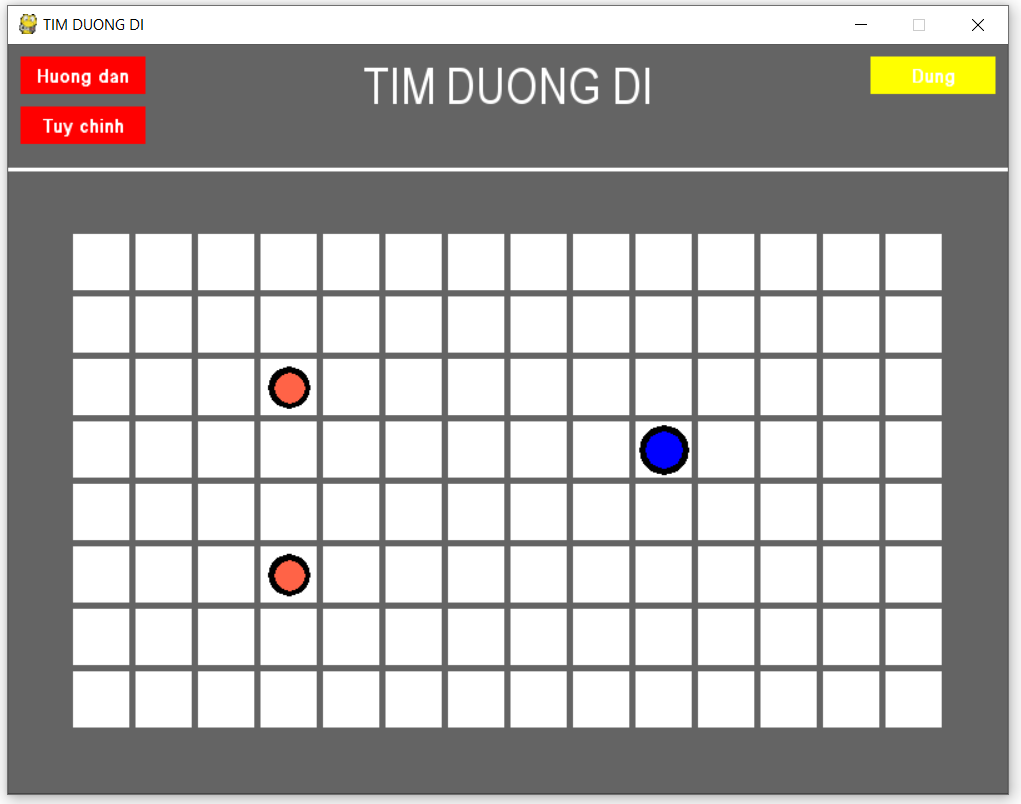 TIM DUONG DI
Huong dan
TIM DUONG DI
Dung
Tuy chinh